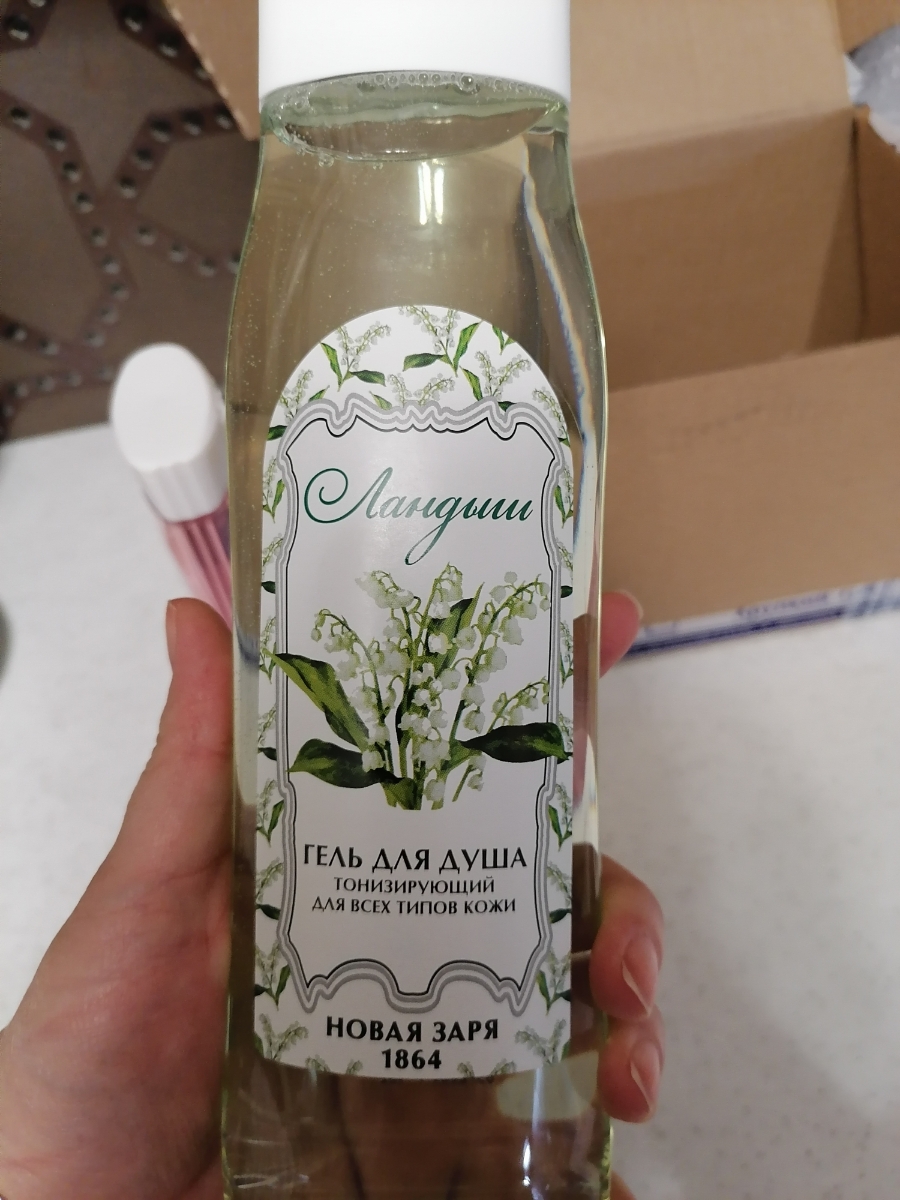 Ландыш
ГЕЛЬ ДЛЯ ДУША
ТОНИЗИРУЮЩИЙ
ДЛЯ ВСЕХ ТИПОВ КОЖИ
НОВАЯ ЗАРЯ
1864